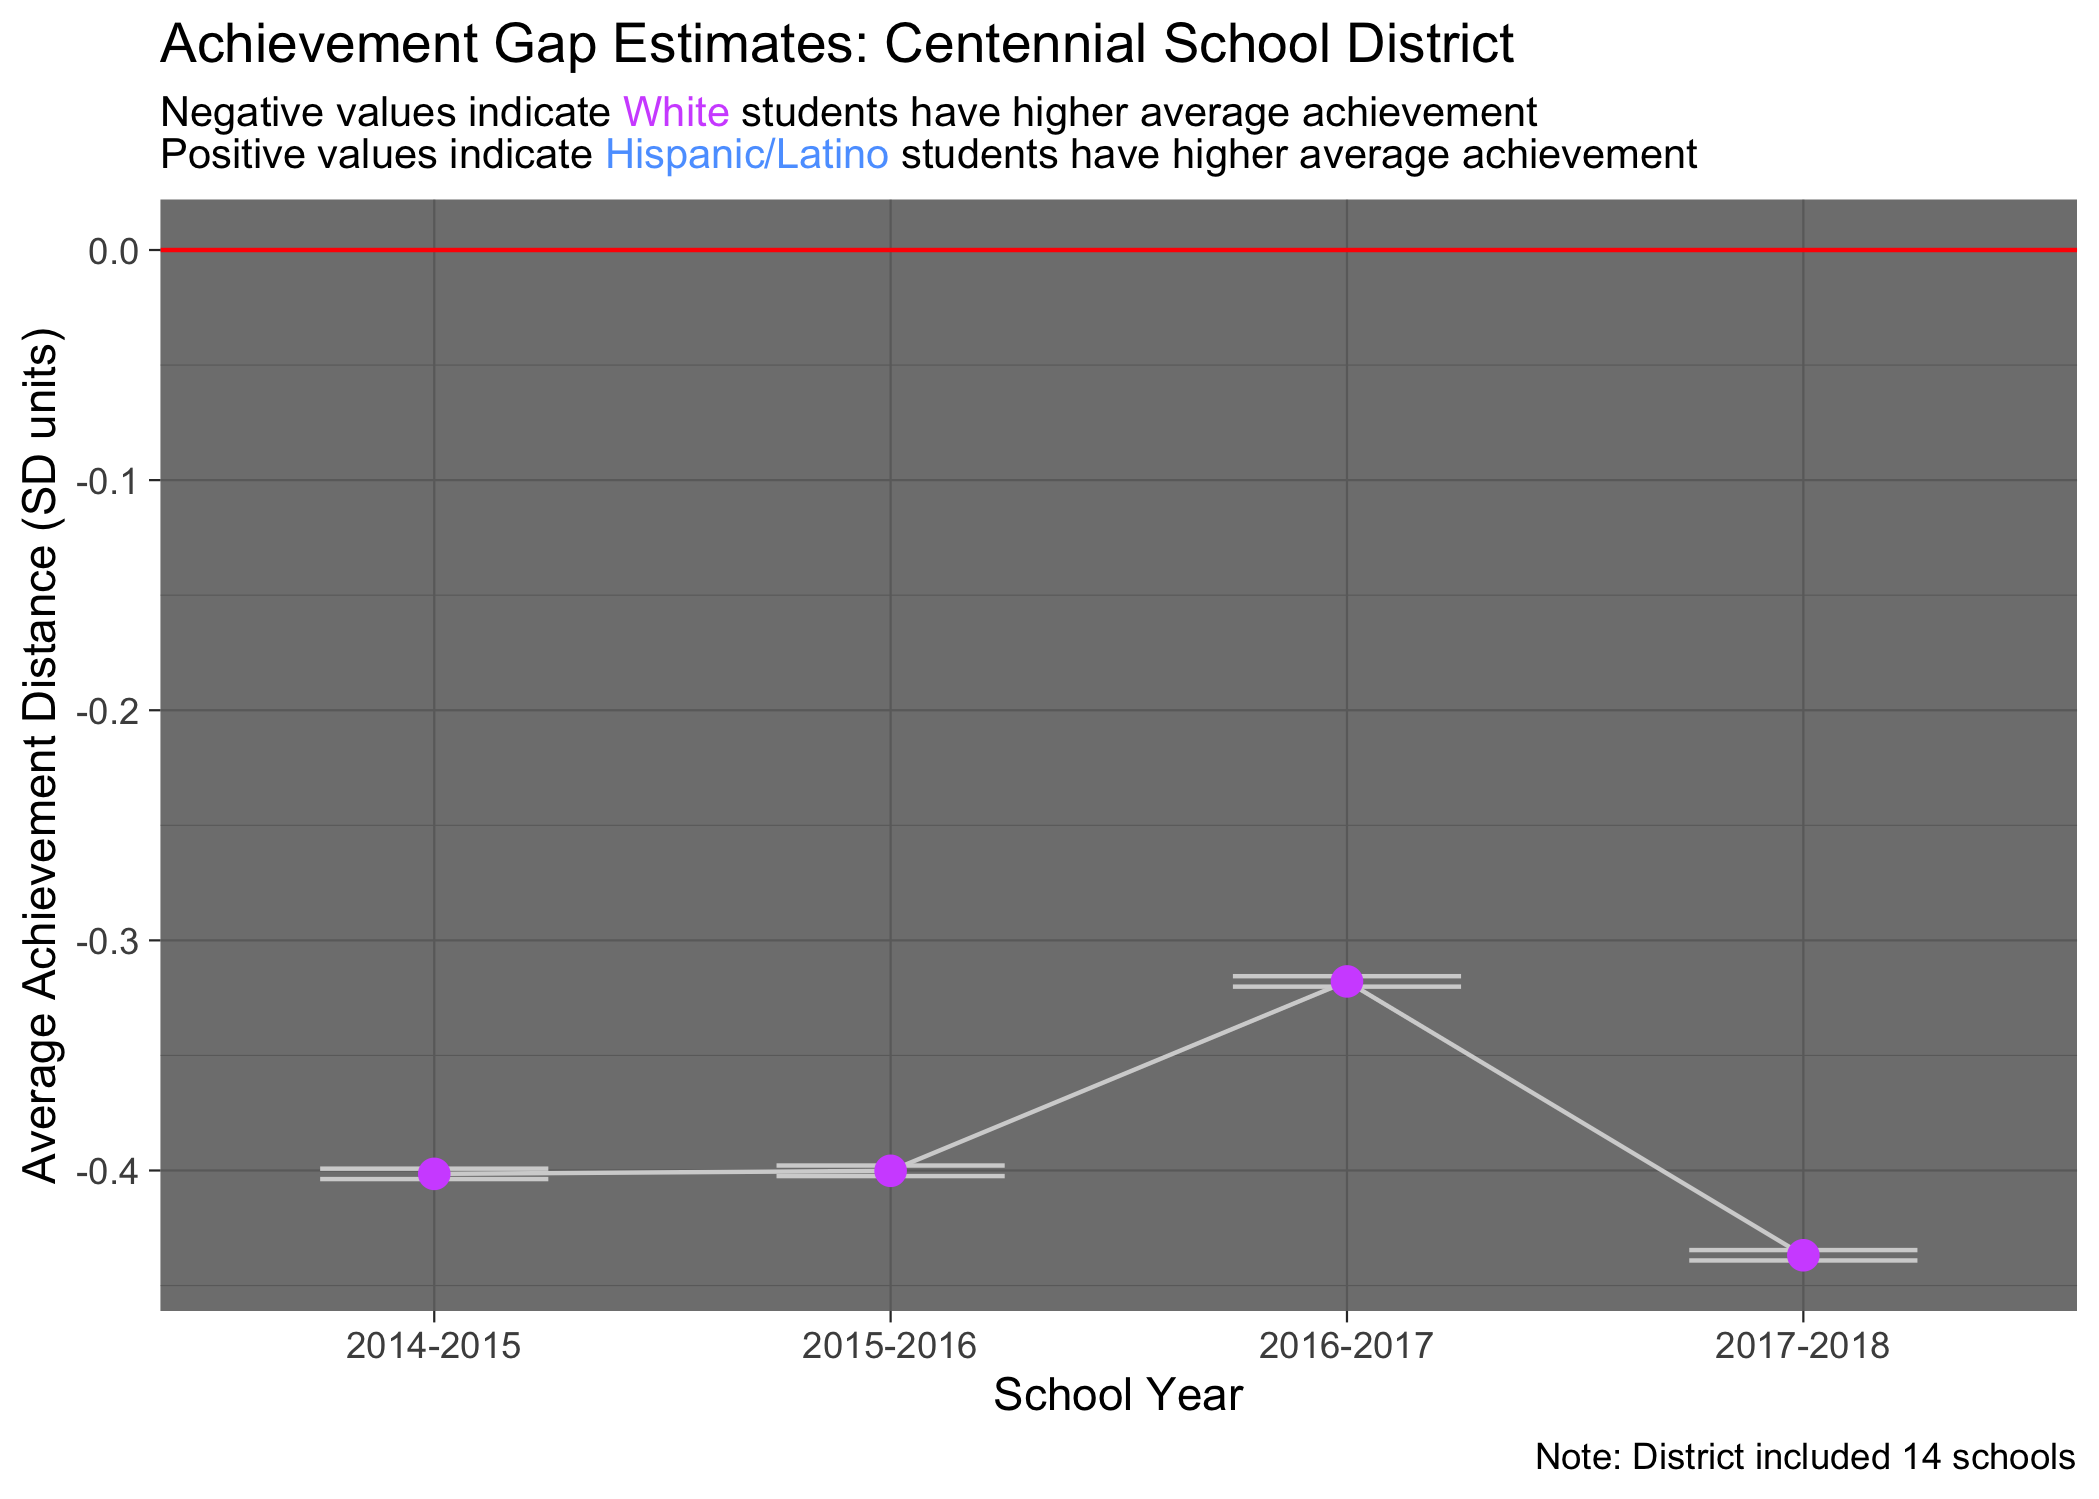 Achievement Gap Estimates: Centennial School District
Negative values indicate White students have higher average achievement
Positive values indicate Hispanic/Latino students have higher average achievement
Average Achievement Distance (SD units)
0.0
-0.1
-0.2
-0.3
-0.4
2014-2015 2015-2016 2016-2017 2017-2018
School Year
Note: District included 14 schools